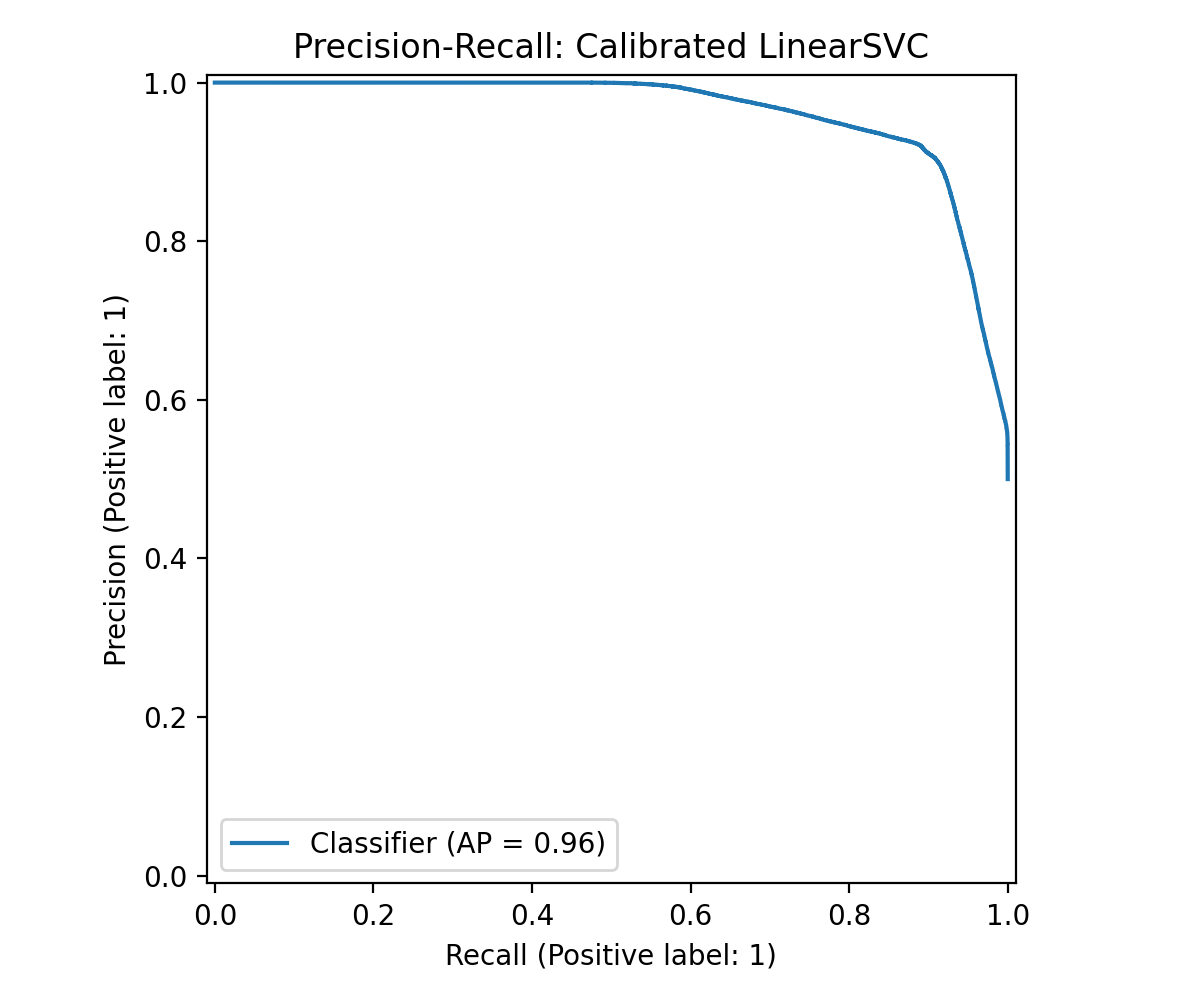 Precision-Recall: Calibrated LinearSVC
1.0
0.8
0.6
0.4
0.2
0.0
Precision (Positive label: 1)
Classifier (AP = 0.96)
0.0 0.2 0.4 0.6 0.8 1.0
Recall (Positive label: 1)